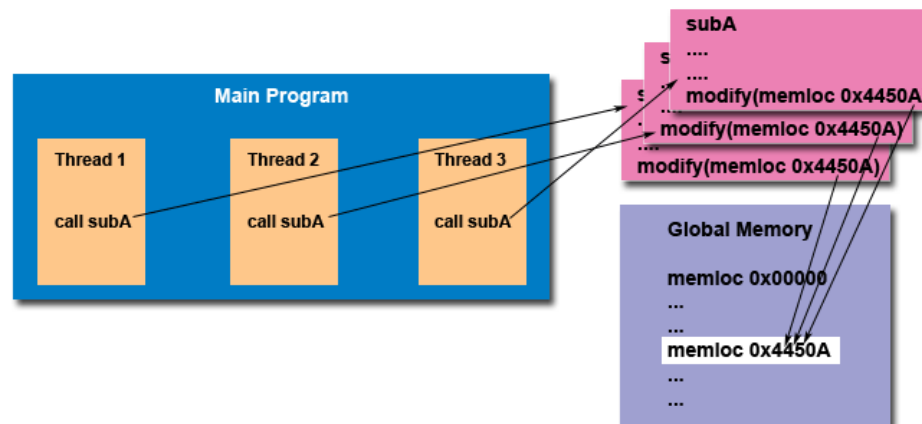 Main Program
Thread 1
call subA
Thread 2
call subA
Thread 3
call subA
subA
....
....
modify(memloc 0x4450A
s
modify(memloc 0x4450A)
s
....
modify(memloc 0x4450A)
Global Memory
memloc 0x00000
...
...
memloc 0x4450A
...
...